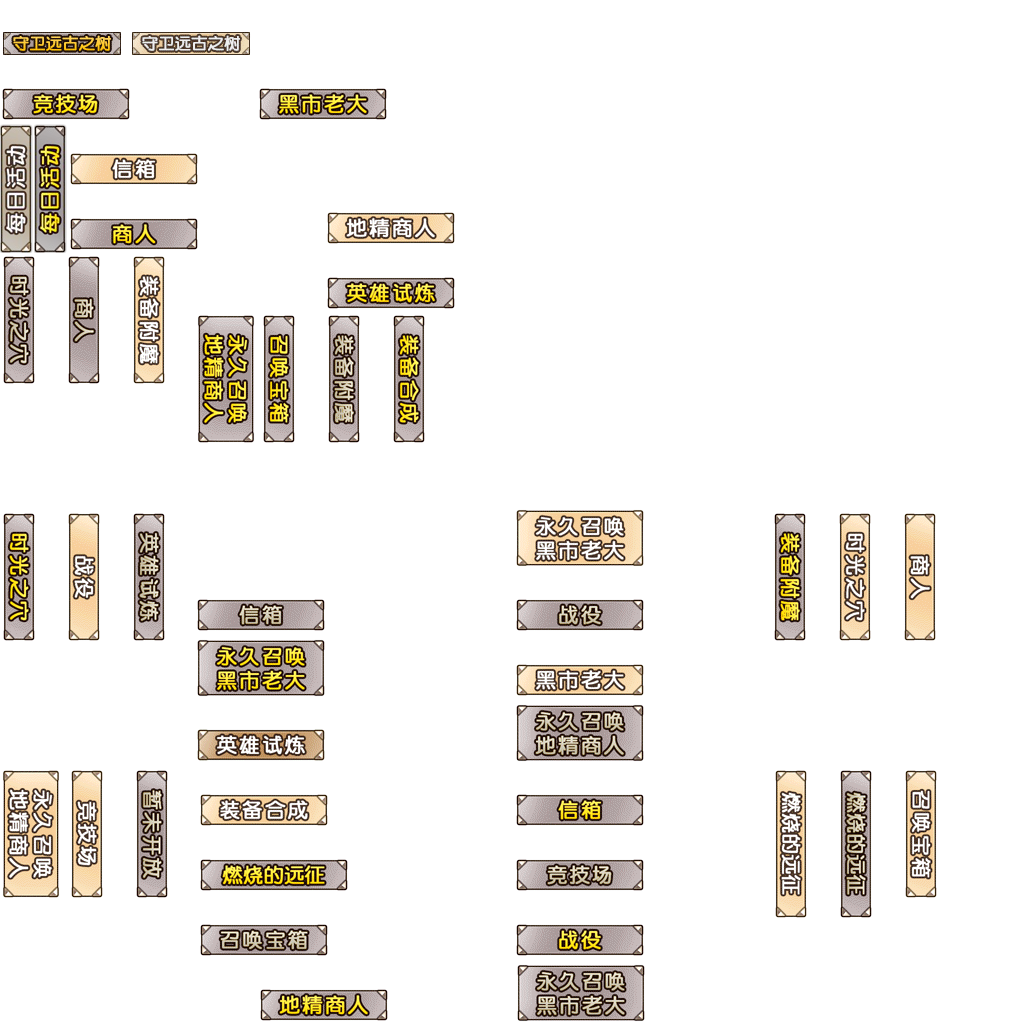 守卫远古之树
守卫远古之树
竞技场
黑市老大
每日足迹
每日足迹
信箱
商人
地精商人
时光之穴
商人
装备附魔
英雄试炼
永久召唤
地精商人
召唤宝箱
装备附魔
装备合成
时光之穴
战役
英雄试炼
永久召唤
黑市老大
装备附魔
时光之穴
商人
信箱
战役
永久召唤
黑市老大
黑市老大
永久召唤
地精商人
英雄试炼
永久召唤
地精商人
竞技场
暂未开放
装备合成
信箱
燃烧的远征
燃烧的远征
召唤宝箱
燃烧的远征
竞技场
召唤宝箱
战役
永久召唤
黑市老大
地精商人